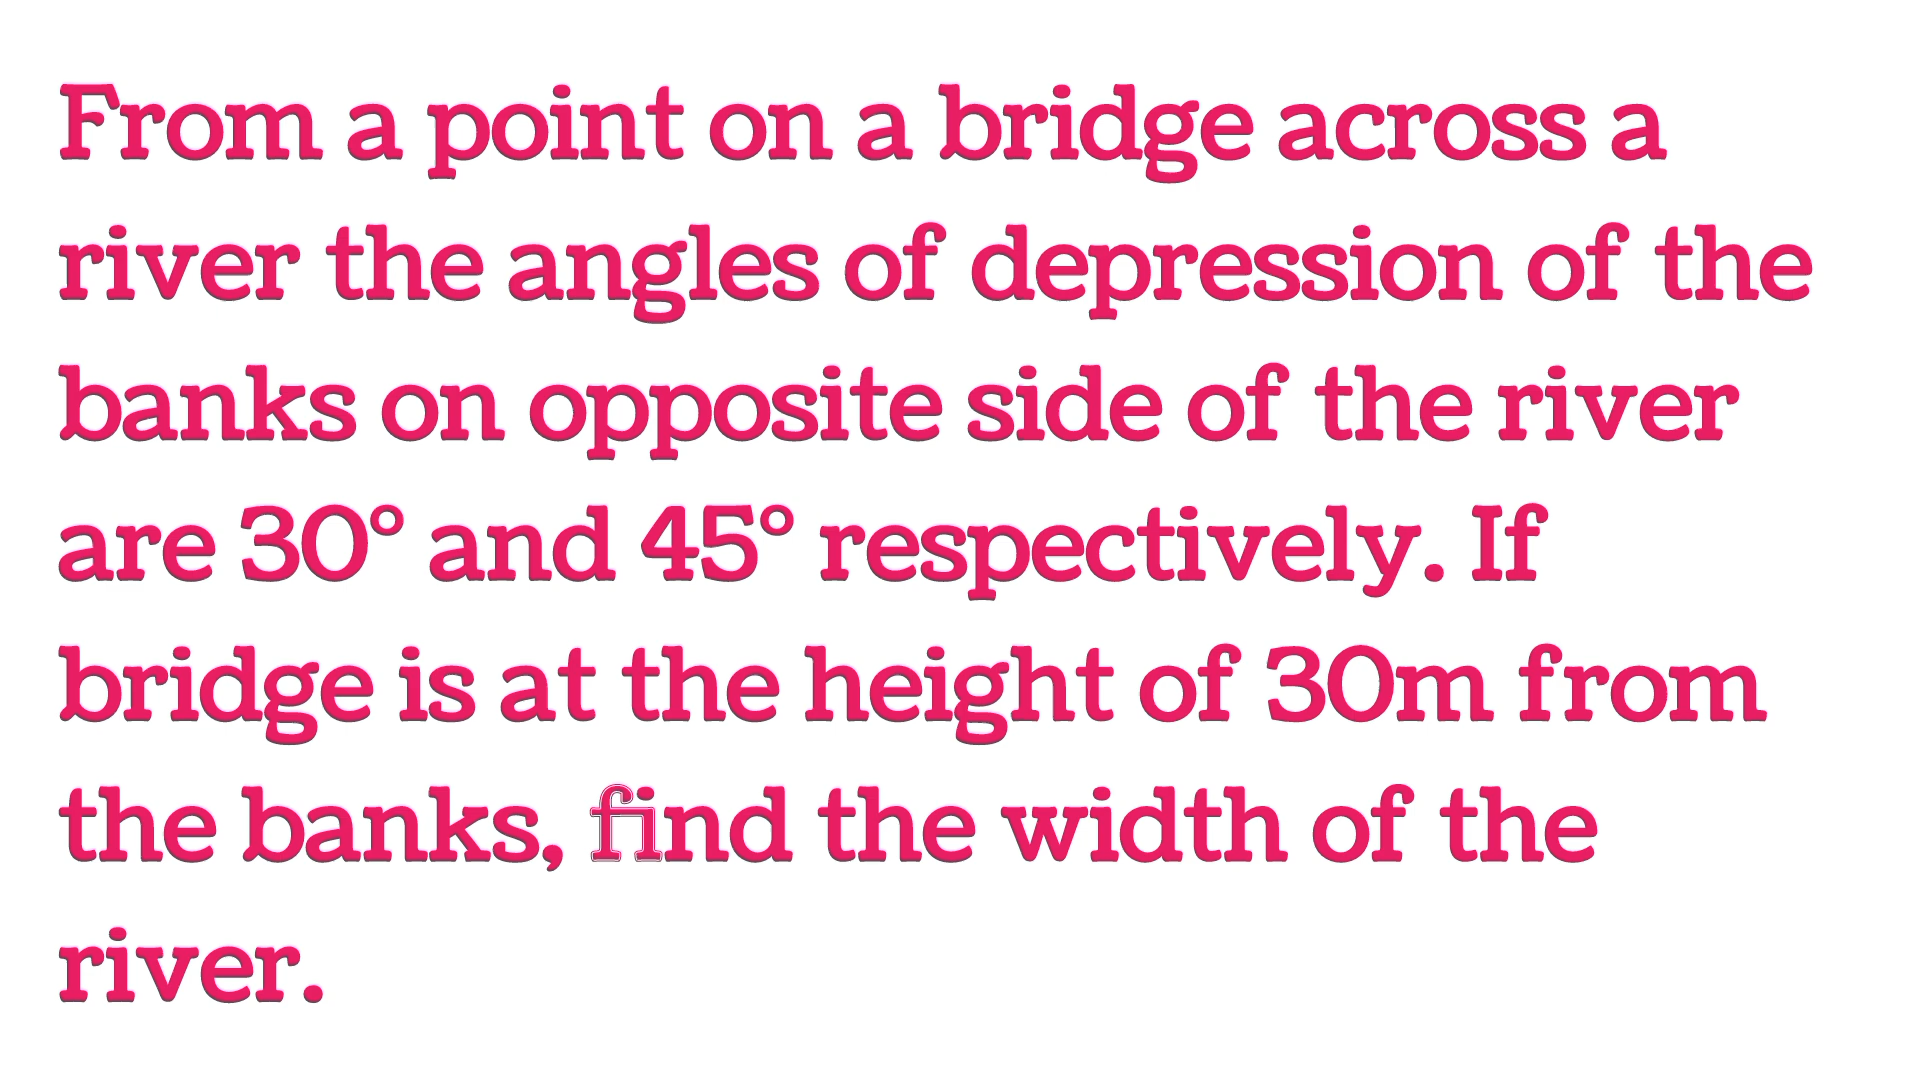 From a point on a bridge across a
river the angles of depression of the
banks on opposite side of the river
are 30° and 45° respectively. If
bridge is at the height of 30m from
the banks, find the width of the
river.